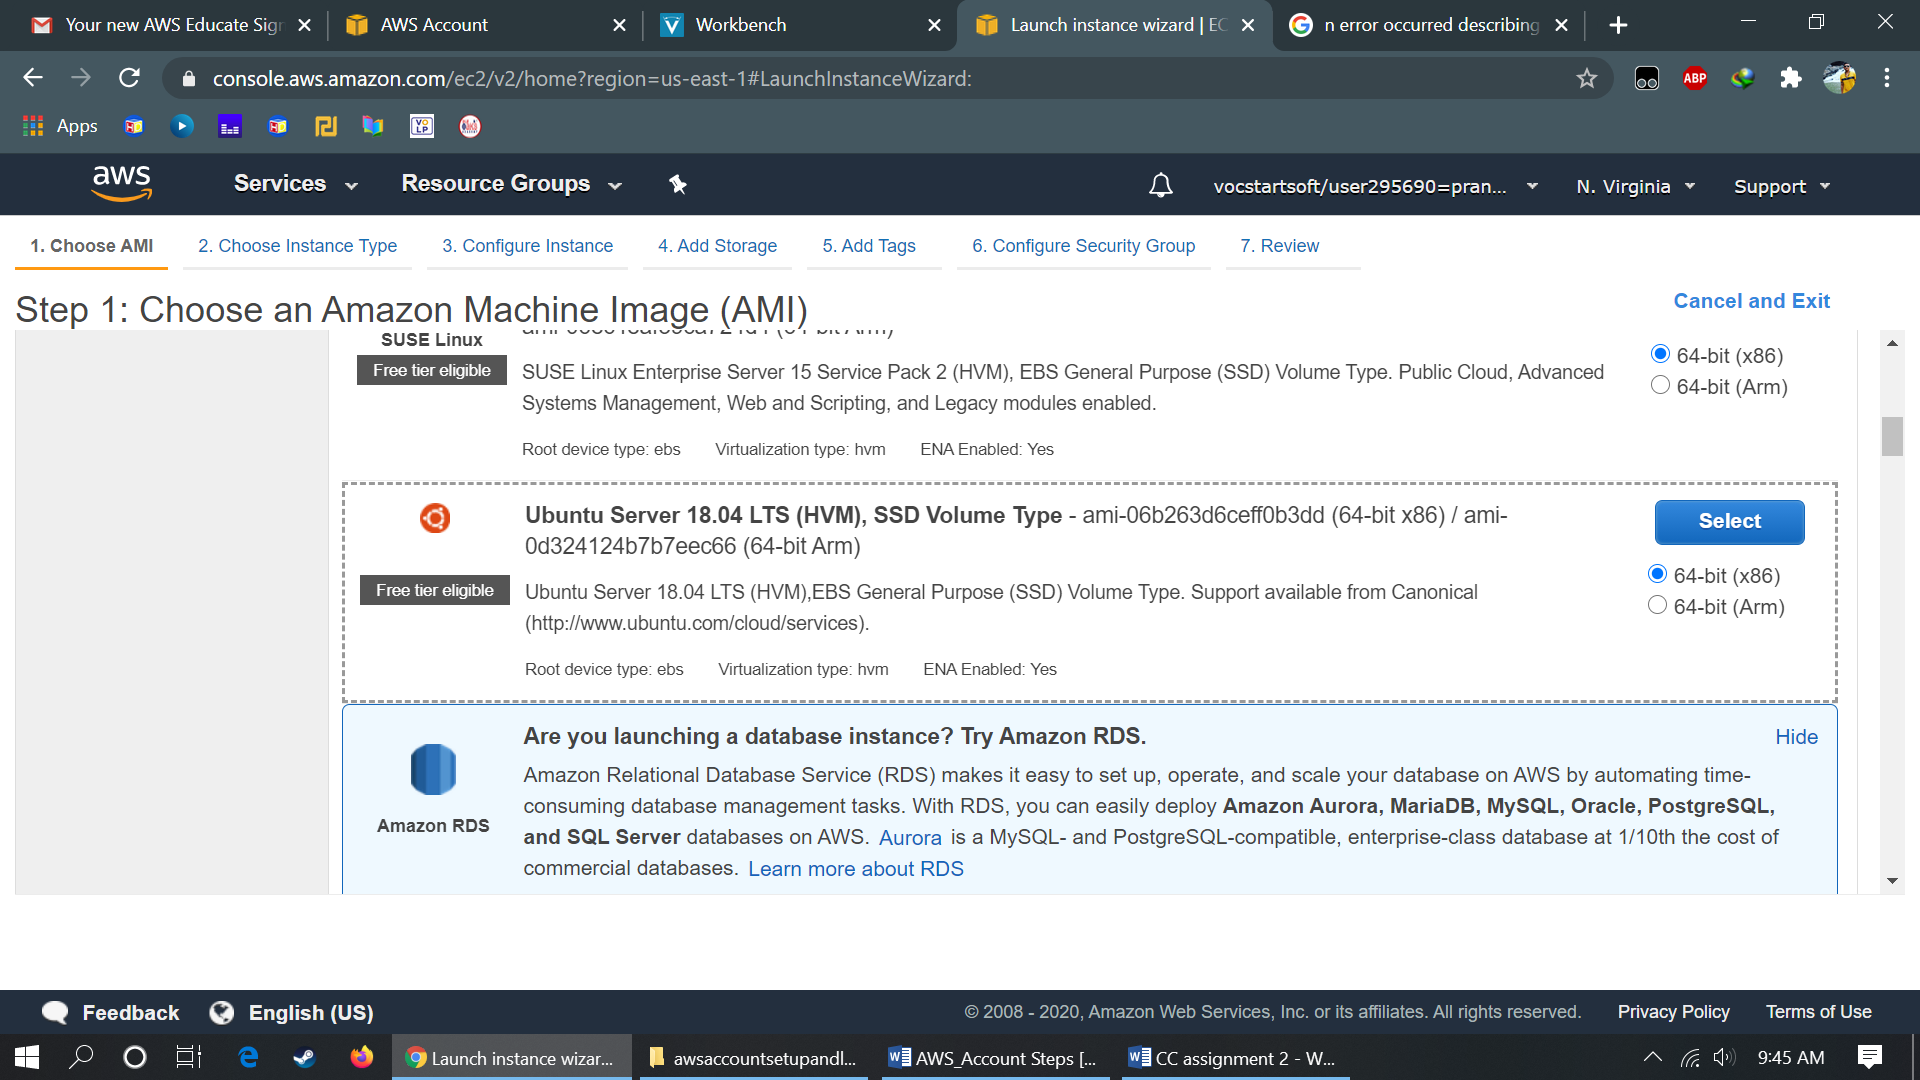 Your new AWS Educate Sig
AWS Account
Workbench
Launch instance wizard | EC
n error occurred describing
console.aws.amazon.com/ec2/v2/home?region=us-east-1#LaunchInstanceWizard:
ABP
Apps
VO
LP
aws
Services
Resource Groups
vocstartsoft/user295690=pran...
N. Virginia
Support
1. Choose AMI
2. Choose Instance Type
3. Configure Instance
4. Add Storage
5. Add Tags
6. Configure Security Group
7. Review
Step 1: Choose an Amazon Machine Image (AMI)
Cancel and Exit
SUSE Linux
Free tier eligible
SUSE Linux Enterprise Server 15 Service Pack 2 (HVM), EBS General Purpose (SSD) Volume Type. Public Cloud, Advanced
Systems Management, Web and Scripting, and Legacy modules enabled.
64-bit (x86)
64-bit (Arm)
Root device type: ebs
Virtualization type: hvm
ENA Enabled: Yes
Ubuntu Server 18.04 LTS (HVM), SSD Volume Type - ami-06b263d6ceff0b3dd (64-bit x86) / ami-
0d324124b7b7eec66 (64-bit Arm)
Select
Free tier eligible
Ubuntu Server 18.04 LTS (HVM),EBS General Purpose (SSD) Volume Type. Support available from Canonical
(http://www.ubuntu.com/cloud/services).
64-bit (x86)
64-bit (Arm)
Root device type: ebs
Virtualization type: hvm
ENA Enabled: Yes
Are you launching a database instance? Try Amazon RDS.
Hide
Amazon RDS
Amazon Relational Database Service (RDS) makes it easy to set up, operate, and scale your database on AWS by automating time-
consuming database management tasks. With RDS, you can easily deploy Amazon Aurora, MariaDB, MySQL, Oracle, PostgreSQL,
and SQL Server databases on AWS. Aurora is a MySQL- and PostgreSQL-compatible, enterprise-class database at 1/10th the cost of
commercial databases. Learn more about RDS
Feedback
English (US)
© 2008 - 2020, Amazon Web Services, Inc. or its affiliates. All rights reserved.
Privacy Policy
Terms of Use
Launch instance wizar...
awsaccountsetupandl...
AWS_Account Steps [...
CC assignment 2 - W...
9:45 AM